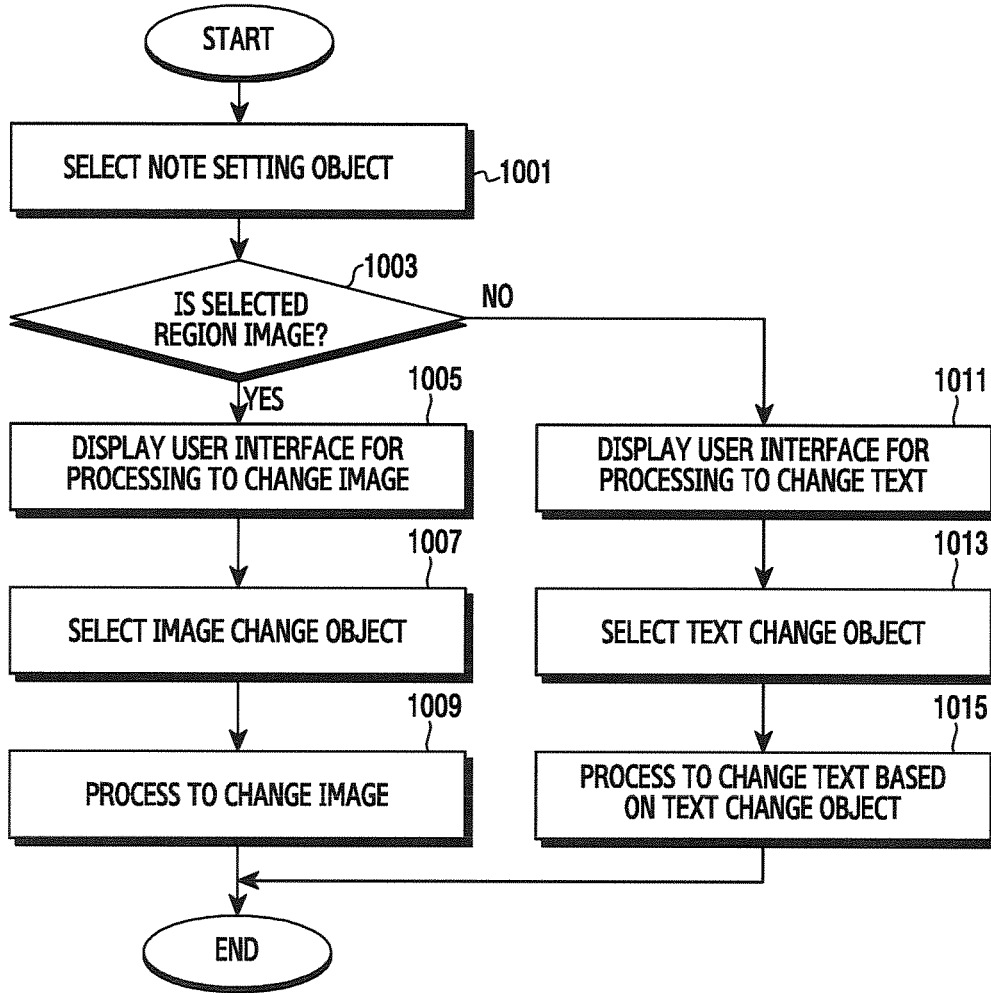 START
SELECT NOTE SETTING OBJECT
1001
1003
IS SELECTED
REGION IMAGE?
NO
YES
1005
DISPLAY USER INTERFACE FOR
PROCESSING TO CHANGE IMAGE
1011
DISPLAY USER INTERFACE FOR
PROCESSING TO CHANGE TEXT
1007
SELECT IMAGE CHANGE OBJECT
1013
SELECT TEXT CHANGE OBJECT
1009
PROCESS TO CHANGE IMAGE
1015
PROCESS TO CHANGE TEXT BASED
ON TEXT CHANGE OBJECT
END